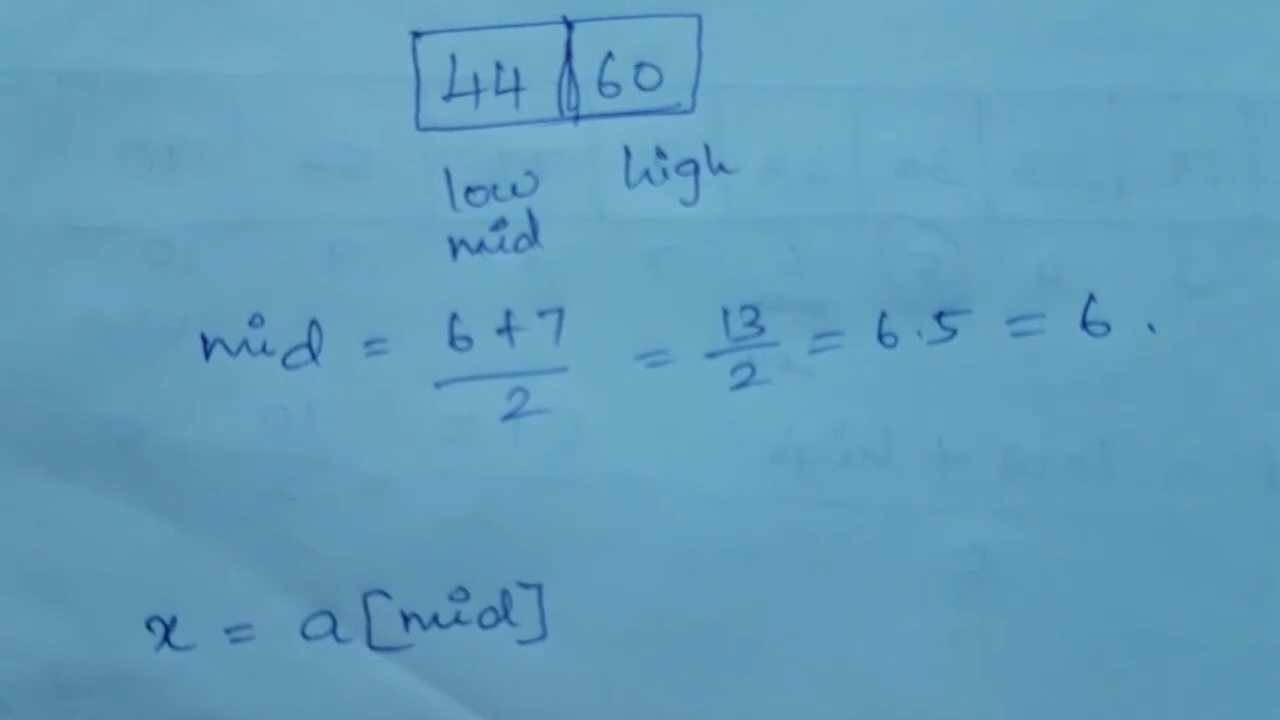 44 60
low high
mid
mid = 6+7/2 = 13/2 = 6.5 = 6.
x = a[mid]